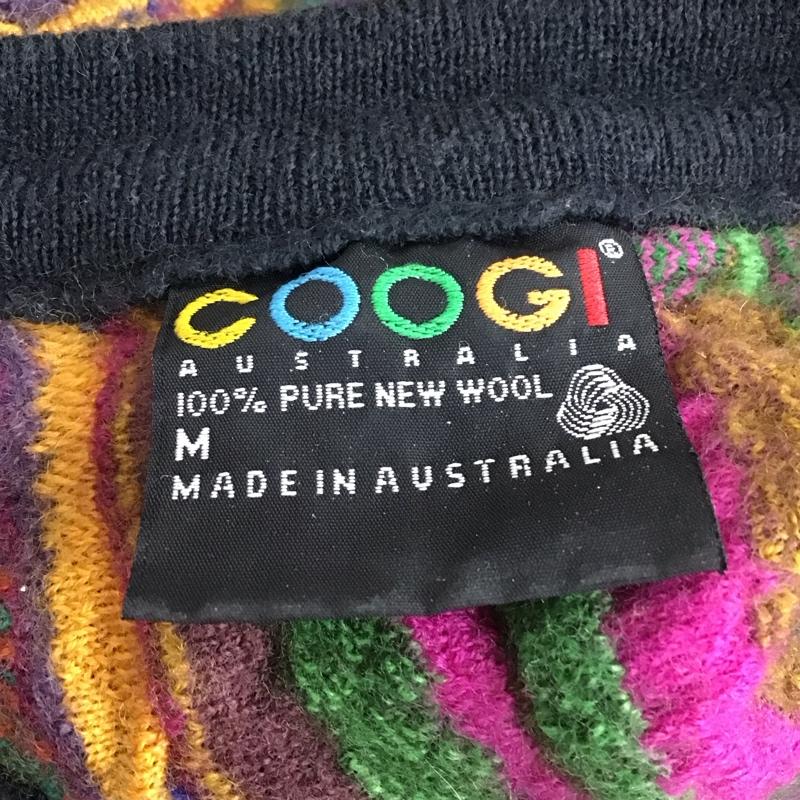 COOGI®
AUSTRALIA
100% PURE NEW WOOL
M
MADE IN AUSTRALIA